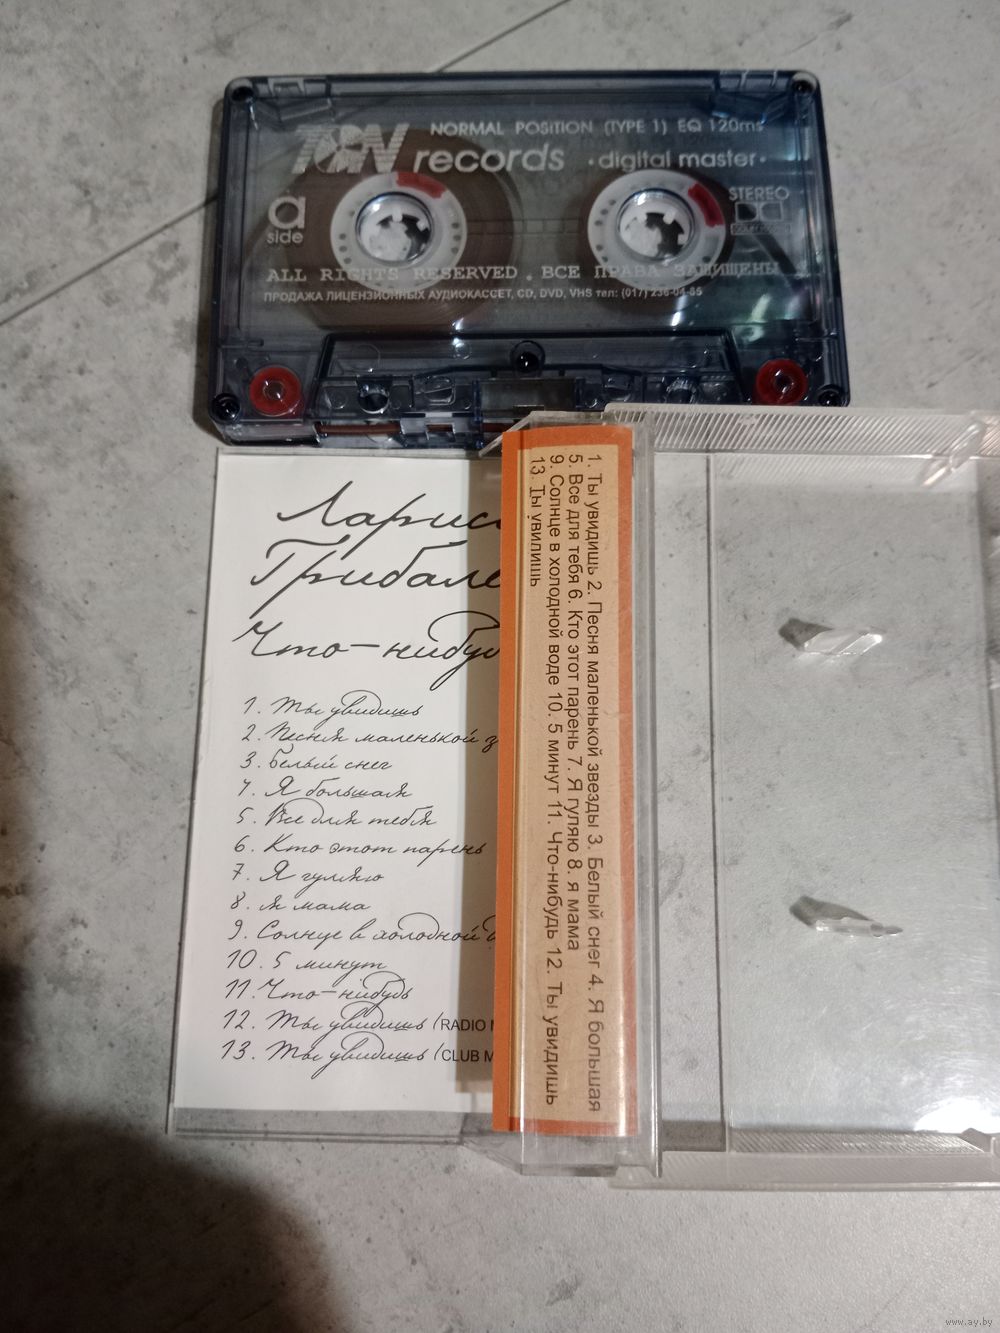 TON records
NORMAL POSITION (TYPE 1) EQ 120ms
•digital master•
a
side
STEREO
ALL RIGHTS RESERVED . ВСЕ ПРАВА ЗАЩИЩЕНЫ
ПРОДАЖА ЛИЦЕНЗИОННЫХ АУДИОКАССЕТ, CD, DVD, VHS тел: (017) 236-04-85
Ларис
Грибале
Что-нибуд
1. Ты увидишь
2. Песня маленькой з
3. Белый снег
4. Я большая
5. Все для тебя
6. Кто этот парень
7. Я гуляю
8. я мама
9. Солнце в холодной в
10. 5 минут
11. Что-нибудь
12. Ты увидишь (RADIO
13. Ты увидишь (CLUB
1. Ты увидишь 2. Песня маленькой звезды 3. Белый снег 4. Я большая
5. Все для тебя 6. Кто этот парень 7. Я гуляю 8. я мама
9. Солнце в холодной воде 10. 5 минут 11. Что-нибудь 12. Ты увидишь
13. Ты увидишь
www.ay.by